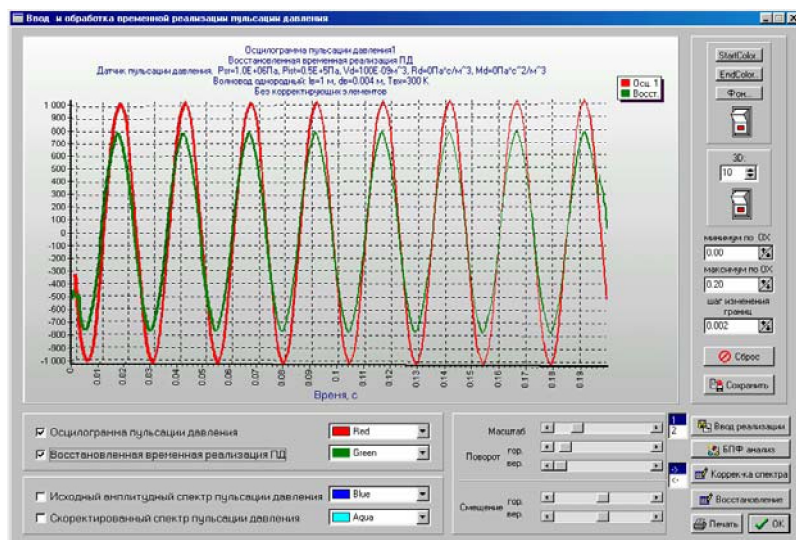 Ввод и обработка временной реализации пульсации давления
Осцилограмма пульсации давления1
Восстановленная временная реализация ПД
Датчик пульсации давления, Psr=1.0E+06Па, Pist=0.5E+5Па, Vd=100E-09м^3, Rd=0Па*с/м^3, Md=0Па*с^2/м^3
Волновод однородный: lв=1 м, dв=0.004 м, Твх=300 К
Без корректирующих элементов
Осц. 1
Восст.
1 000
900
800
700
600
500
400
300
200
100
0
-100
-200
-300
-400
-500
-600
-700
-800
-900
-1 000
0 0.01 0.02 0.03 0.04 0.05 0.06 0.07 0.08 0.09 0.1 0.11 0.12 0.13 0.14 0.15 0.16 0.17 0.18 0.19
Время, с
StartColor
EndColor..
Фон...
3D:
10
минимум по OX
0.00
максимум по OX
0.20
шаг изменения
границ
0.002
Сброс
Сохранить
Осцилограмма пульсации давления
Red
Восстановленная временная реализация ПД
Green
Исходный амплитудный спектр пульсации давления
Blue
Скоректированный спектр пульсации давления
Aqua
Масштаб
Поворот
гор.
вер.
Смещение
гор.
вер.
1
2
->
<-
Ввод реализации
БПФ анализ
Коррек-ка спектра
Восстановление
Печать
OK